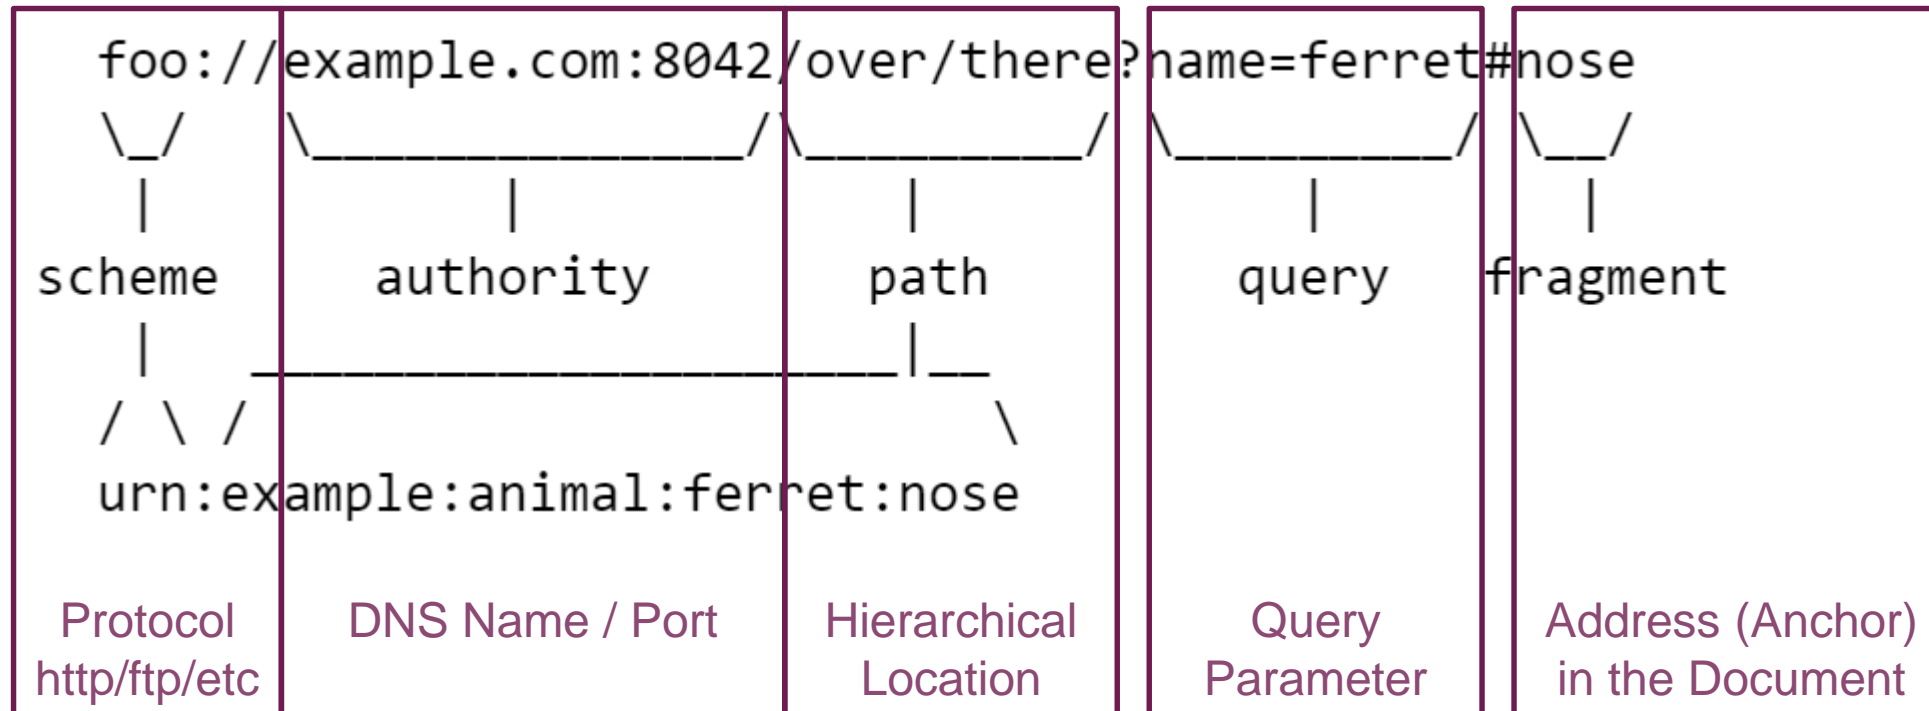 foo://example.com:8042/over/there?name=ferret#nose
\_/ \______________/\_________/ \_________/ \__/
| | | | |
scheme authority path query fragment
| _____________________|__
/ \ / \
urn:example:animal:ferret:nose
Protocol
http/ftp/etc
DNS Name / Port
Hierarchical
Location
Query
Parameter
Address (Anchor)
in the Document